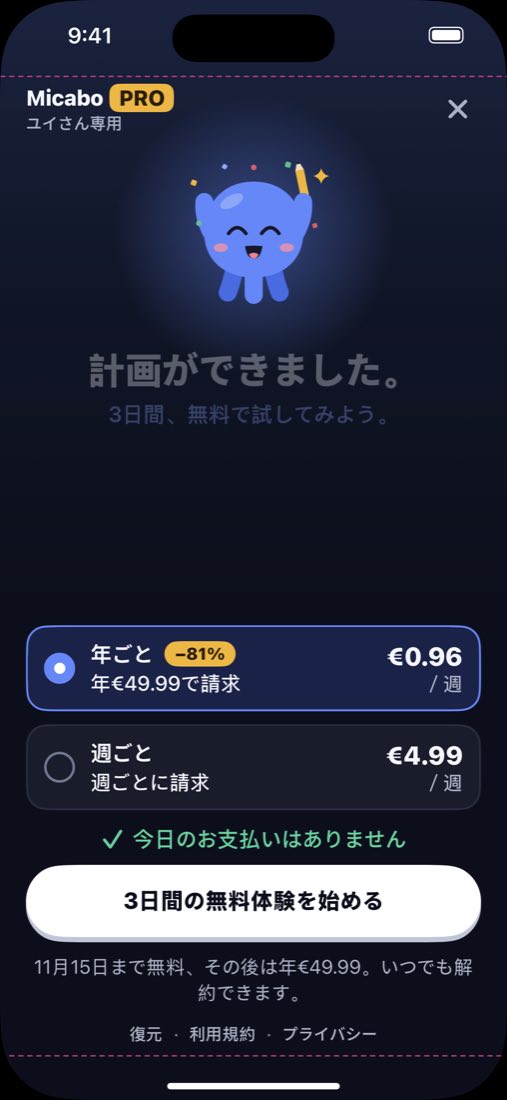 9:41
Micabo PRO
ユイさん専用
計画ができました。
3日間、無料で試してみよう。
年ごと −81%
€0.96
年€49.99で請求
/ 週
週ごと
€4.99
週ごとに請求
/ 週
今日のお支払いはありません
3日間の無料体験を始める
11月15日まで無料、その後は年€49.99。いつでも解
約できます。
復元 · 利用規約 · プライバシー